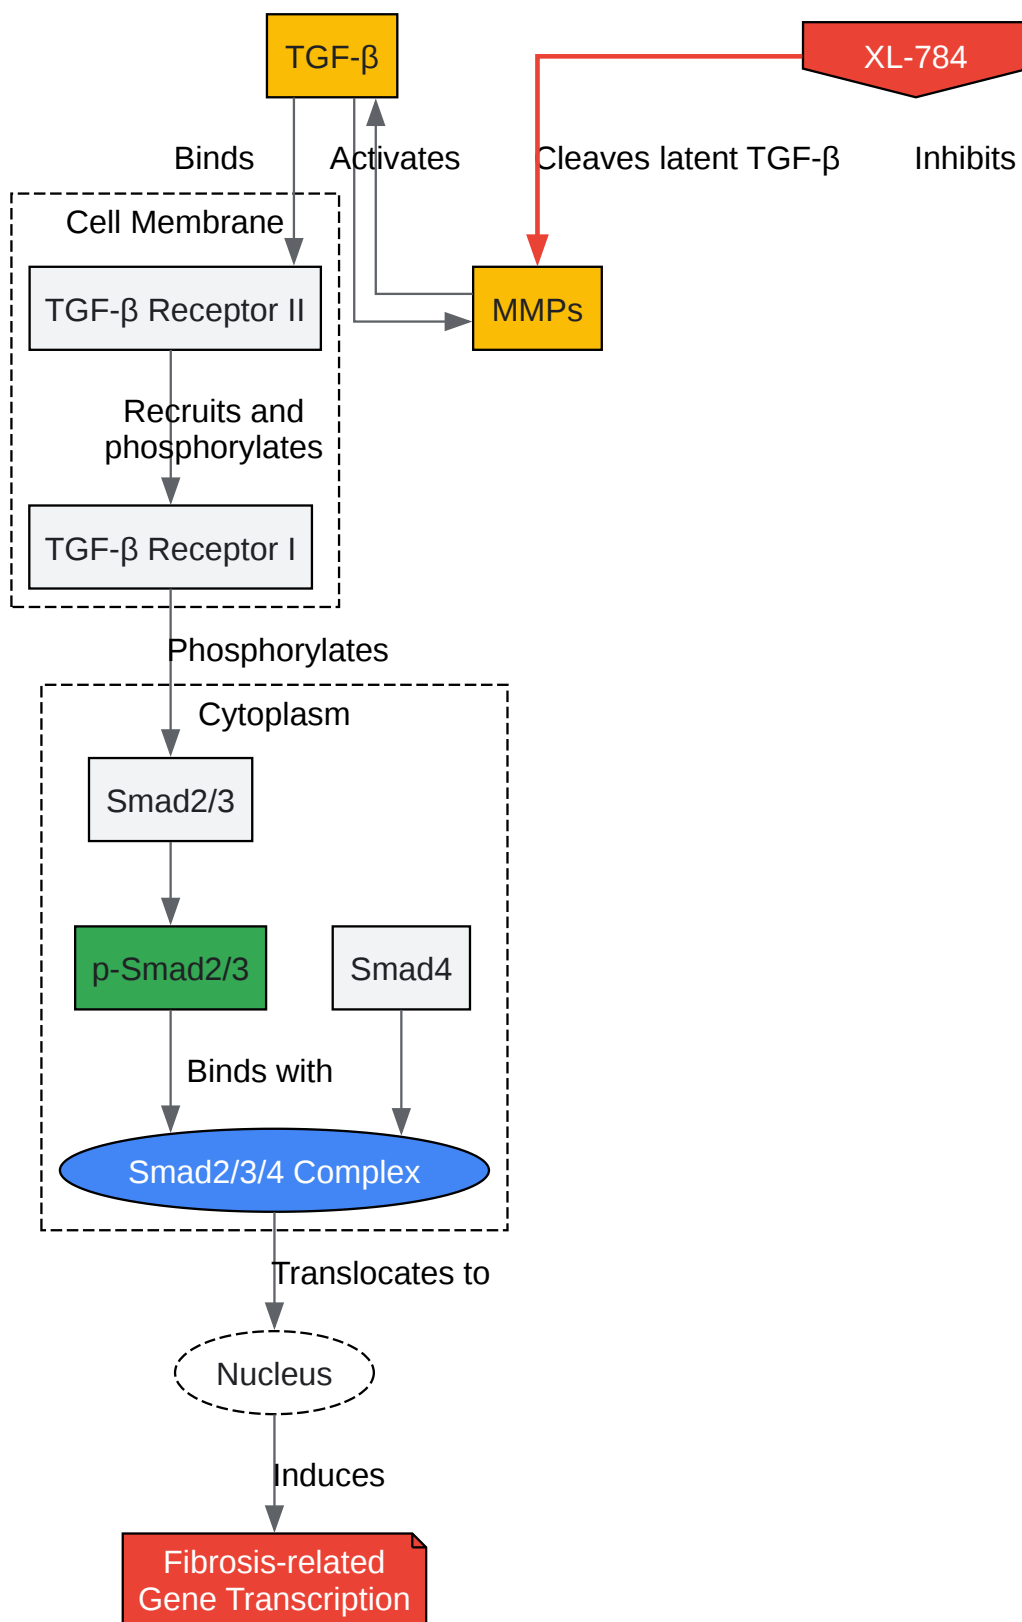 TGF-β
XL-784
Binds
Activates
Cleaves latent TGF-β
Inhibits
Cell Membrane
TGF-β Receptor II
MMPs
Recruits and
phosphorylates
TGF-β Receptor I
Phosphorylates
Cytoplasm
Smad2/3
p-Smad2/3
Smad4
Binds with
Smad2/3/4 Complex
Translocates to
Nucleus
Induces
Fibrosis-related
Gene Transcription